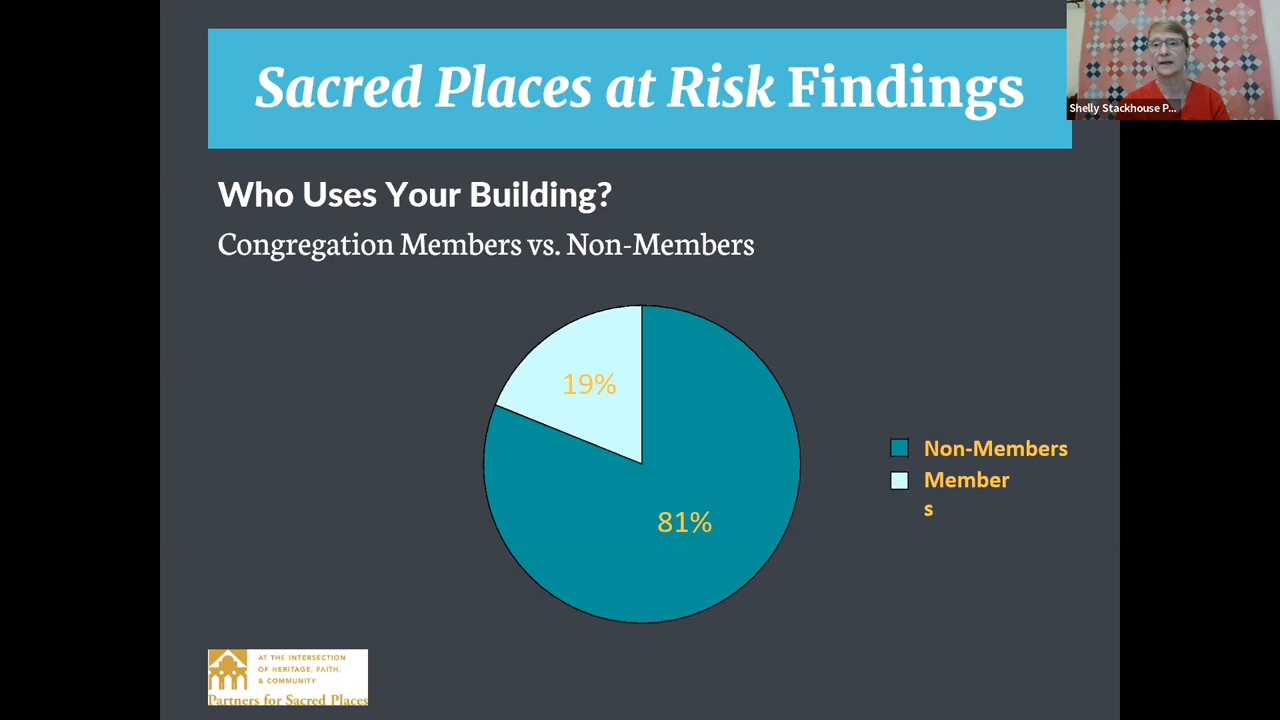 Sacred Places at Risk Findings
Shelly Stackhouse P...
Who Uses Your Building?
Congregation Members vs. Non-Members
19%
81%
Non-Members
Member
s
AT THE INTERSECTION
OF HERITAGE, FAITH,
& COMMUNITY
Partners for Sacred Places